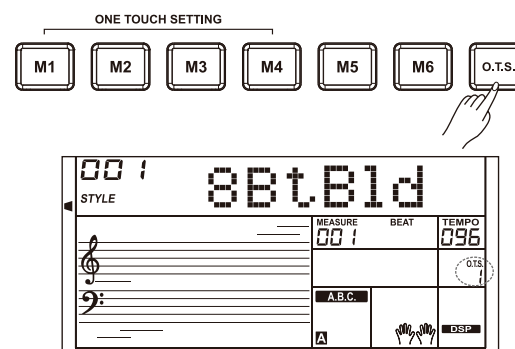 ONE TOUCH SETTING
M1 M2 M3 M4 M5 M6 O.T.S.
001 8BtBld
STYLE
MEASURE BEAT TEMPO
001 096
O.T.S.
1
A.B.C.
A DSP